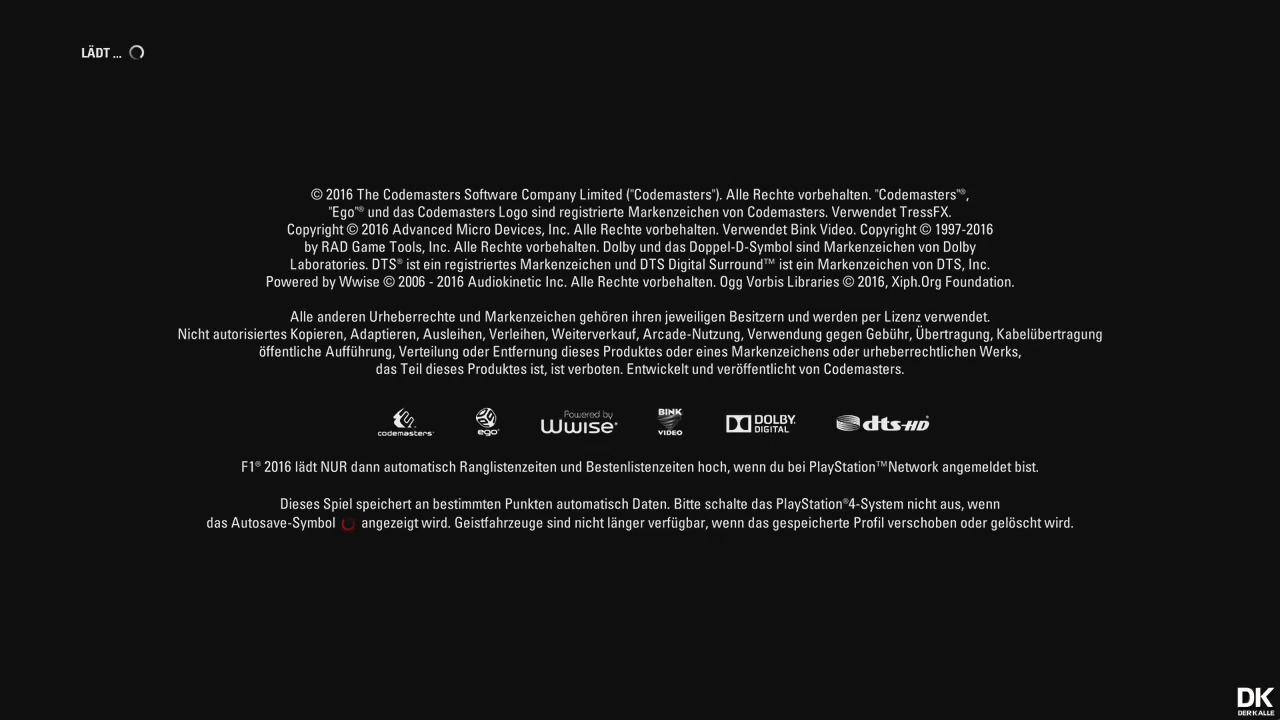 LÄDT ...
© 2016 The Codemasters Software Company Limited ("Codemasters"). Alle Rechte vorbehalten. "Codemasters"®,
"Ego"® und das Codemasters Logo sind registrierte Markenzeichen von Codemasters. Verwendet TressFX.
Copyright © 2016 Advanced Micro Devices, Inc. Alle Rechte vorbehalten. Verwendet Bink Video. Copyright © 1997-2016
by RAD Game Tools, Inc. Alle Rechte vorbehalten. Dolby und das Doppel-D-Symbol sind Markenzeichen von Dolby
Laboratories. DTS® ist ein registriertes Markenzeichen und DTS Digital Surround™ ist ein Markenzeichen von DTS, Inc.
Powered by Wwise © 2006 - 2016 Audiokinetic Inc. Alle Rechte vorbehalten. Ogg Vorbis Libraries © 2016, Xiph.Org Foundation.
Alle anderen Urheberrechte und Markenzeichen gehören ihren jeweiligen Besitzern und werden per Lizenz verwendet.
Nicht autorisiertes Kopieren, Adaptieren, Ausleihen, Verleihen, Weiterverkauf, Arcade-Nutzung, Verwendung gegen Gebühr, Übertragung, Kabelübertragung
öffentliche Aufführung, Verteilung oder Entfernung dieses Produktes oder eines Markenzeichens oder urheberrechtlichen Werks,
das Teil dieses Produktes ist, ist verboten. Entwickelt und veröffentlicht von Codemasters.
codemasters® ego® Powered by Wwise® BINK VIDEO DOLBY® DIGITAL dts-HD®
F1® 2016 lädt NUR dann automatisch Ranglistenzeiten und Bestenlistenzeiten hoch, wenn du bei PlayStation™Network angemeldet bist.
Dieses Spiel speichert an bestimmten Punkten automatisch Daten. Bitte schalte das PlayStation®4-System nicht aus, wenn
das Autosave-Symbol angezeigt wird. Geistfahrzeuge sind nicht länger verfügbar, wenn das gespeicherte Profil verschoben oder gelöscht wird.
DK
DERKALLE